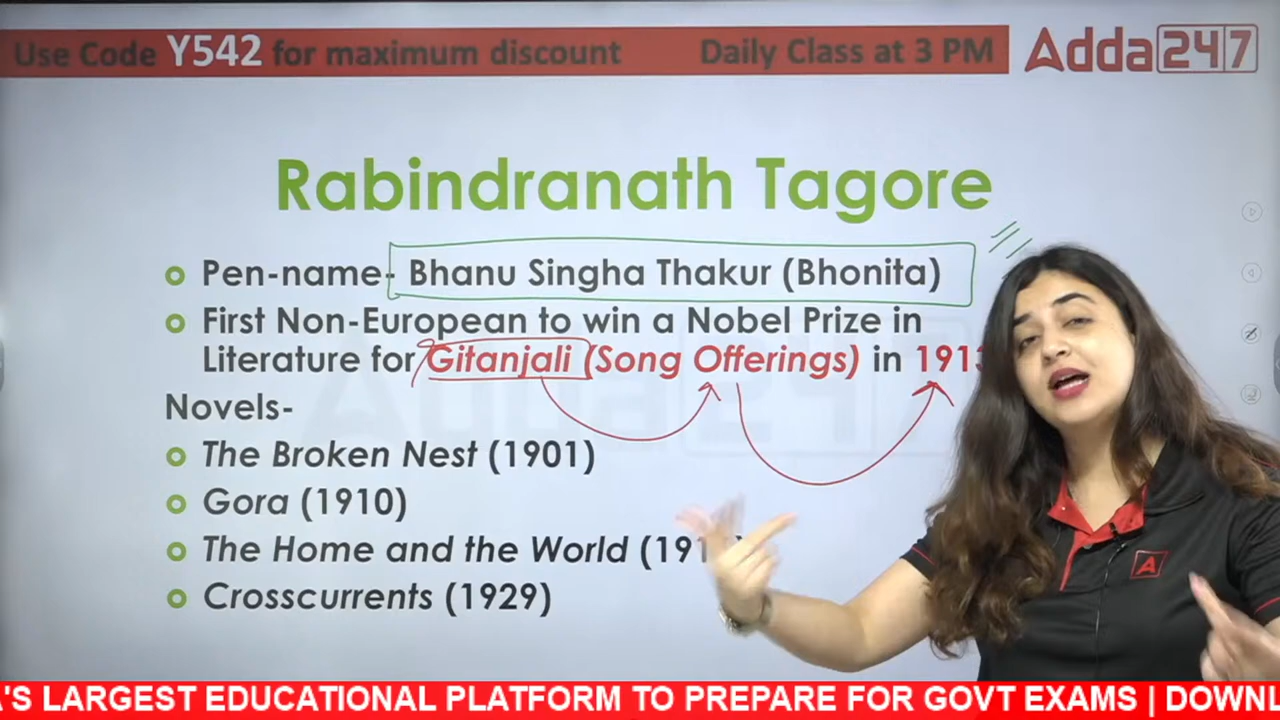 Use Code Y542 for maximum discount Daily Class at 3 PM Adda247
Rabindranath Tagore
Pen-name- Bhanu Singha Thakur (Bhonita)
First Non-European to win a Nobel Prize in
Literature for Gitanjali (Song Offerings) in 1913
Novels-
The Broken Nest (1901)
Gora (1910)
The Home and the World (191
Crosscurrents (1929)
A
A'S LARGEST EDUCATIONAL PLATFORM TO PREPARE FOR GOVT EXAMS | DOWNL